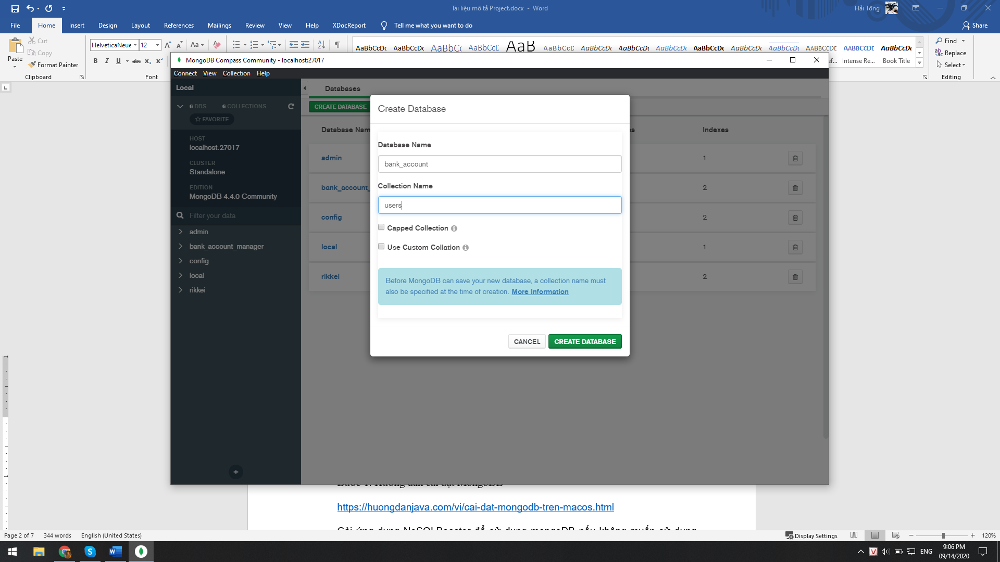 Tài liệu mô tả Project.docx - Word
Hải Tống
File Home Insert Design Layout References Mailings Review View Help XDocReport Tell me what you want to do
Share
Paste
Cut
Copy
Format Painter
Clipboard
HelveticaNeue 12
Font
AaBbCcDc AaBbCcDc AaBbCc AaBbCcD AaB AaBbCcD AaBbCcDc AaBbCcDc AaBbCcDc AaBbCcDc AaBbCcDc AaBbCcDc AABBCCDE AABBCCDE AaBbCcDc
Intense Re... Book Title
Find
Replace
Select
Editing
MongoDB Compass Community - localhost:27017
Connect View Collection Help
Local
6 DBS 6 COLLECTIONS
FAVORITE
HOST
localhost:27017
CLUSTER
Standalone
EDITION
MongoDB 4.4.0 Community
Filter your data
admin
bank_account_manager
config
local
rikkei
Databases
CREATE DATABASE
Indexes
admin 1
bank_account_ 2
config 2
local 1
rikkei 2
Create Database
Database Name
bank_account
Collection Name
users
Capped Collection
Use Custom Collation
Before MongoDB can save your new database, a collection name must
also be specified at the time of creation. More Information
CANCEL CREATE DATABASE
https://huongdanjava.com/vi/cai-dat-mongodb-tren-macos.html
Page 2 of 7 344 words English (United States)
Display Settings
120%
ENG
9:06 PM
09/14/2020